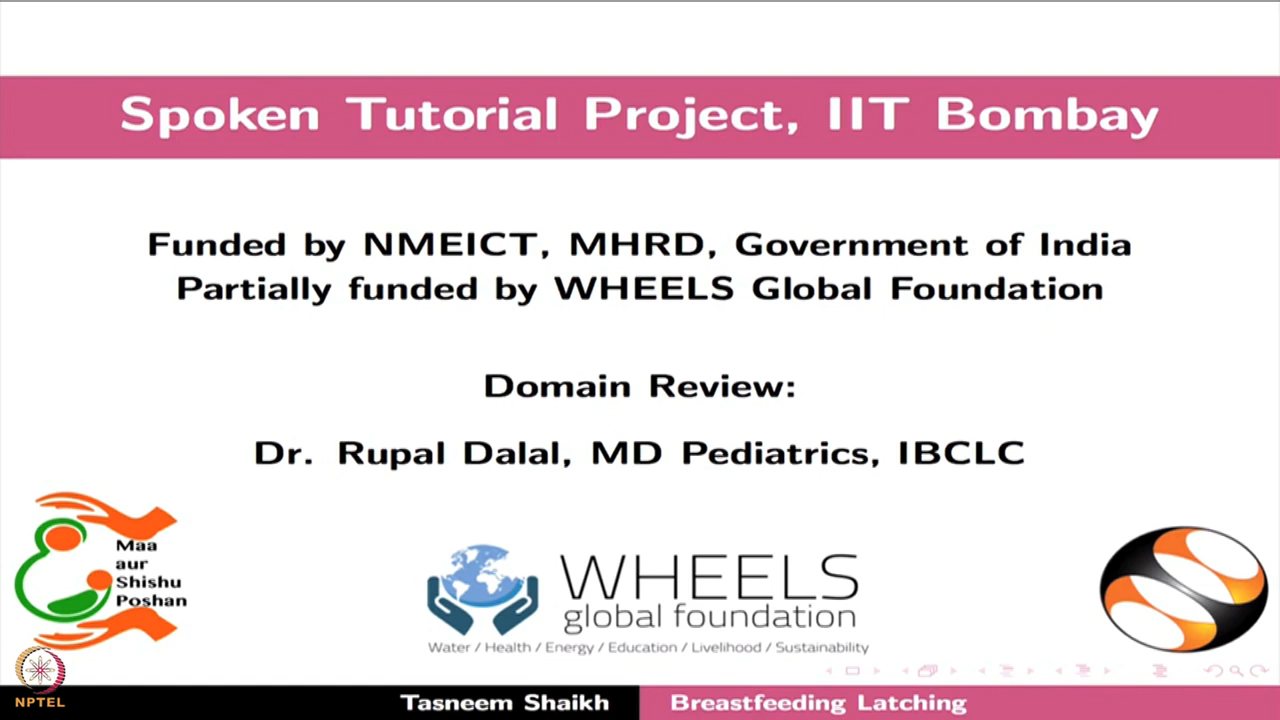 Spoken Tutorial Project, IIT Bombay
Funded by NMEICT, MHRD, Government of India
Partially funded by WHEELS Global Foundation
Domain Review:
Dr. Rupal Dalal, MD Pediatrics, IBCLC
Maa
aur
Shishu
Poshan
WHEELS
global foundation
Water / Health / Energy / Education / Livelihood / Sustainability
NPTEL
Tasneem Shaikh
Breastfeeding Latching